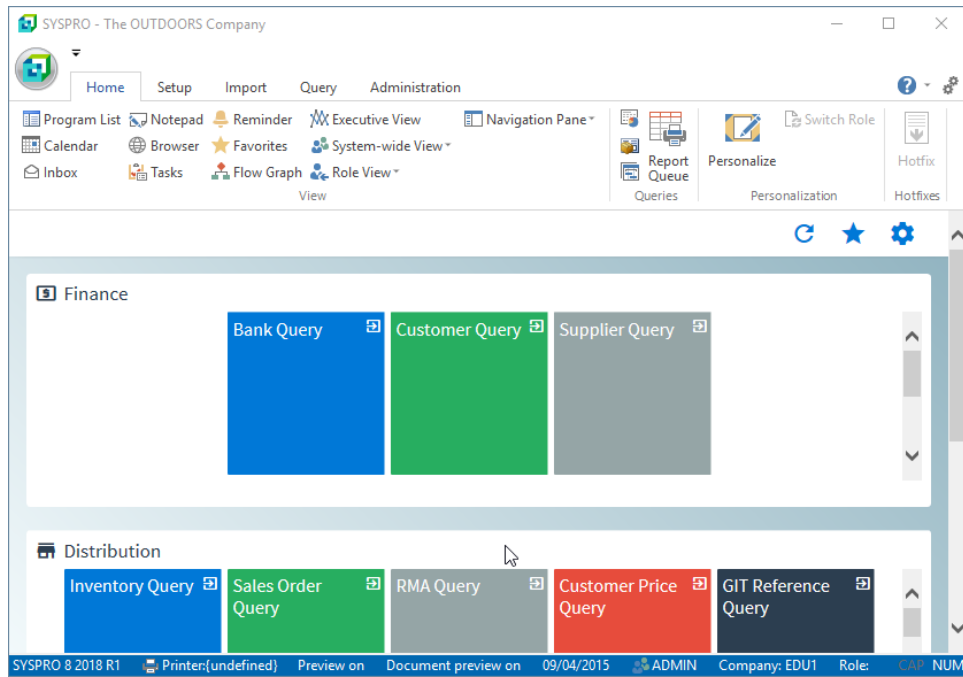 SYSPRO - The OUTDOORS Company
Home Setup Import Query Administration
Program List Notepad Reminder Executive View Navigation Pane Switch Role
Calendar Browser Favorites System-wide View Report Queue Personalize Hotfix
Inbox Tasks Flow Graph Role View
View Queries Personalization Hotfixes
Finance
Bank Query Customer Query Supplier Query
Distribution
Inventory Query Sales Order Query RMA Query Customer Price Query GIT Reference Query
SYSPRO 8 2018 R1 Printer:{undefined} Preview on Document preview on 09/04/2015 ADMIN Company: EDU1 Role: CAP NUM